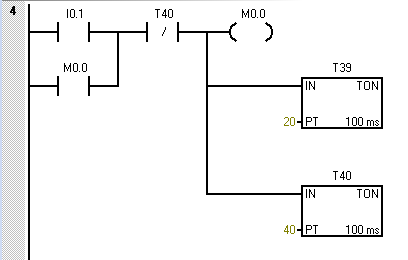 4
I0.1 T40 M0.0
/
M0.0
T39
IN TON
20 PT 100 ms
T40
IN TON
40 PT 100 ms